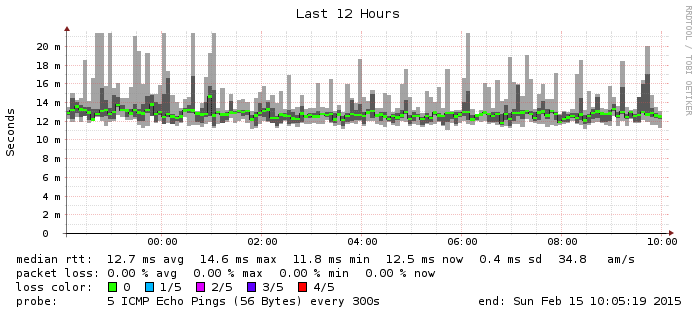 Last 12 Hours
RRDTOOL / TOBI OETIKER
Seconds
20 m
18 m
16 m
14 m
12 m
10 m
8 m
6 m
4 m
2 m
0
00:00 02:00 04:00 06:00 08:00 10:00
median rtt: 12.7 ms avg 14.6 ms max 11.8 ms min 12.5 ms now 0.4 ms sd 34.8 am/s
packet loss: 0.00 % avg 0.00 % max 0.00 % min 0.00 % now
loss color: 0 1/5 2/5 3/5 4/5
probe: 5 ICMP Echo Pings (56 Bytes) every 300s end: Sun Feb 15 10:05:19 2015